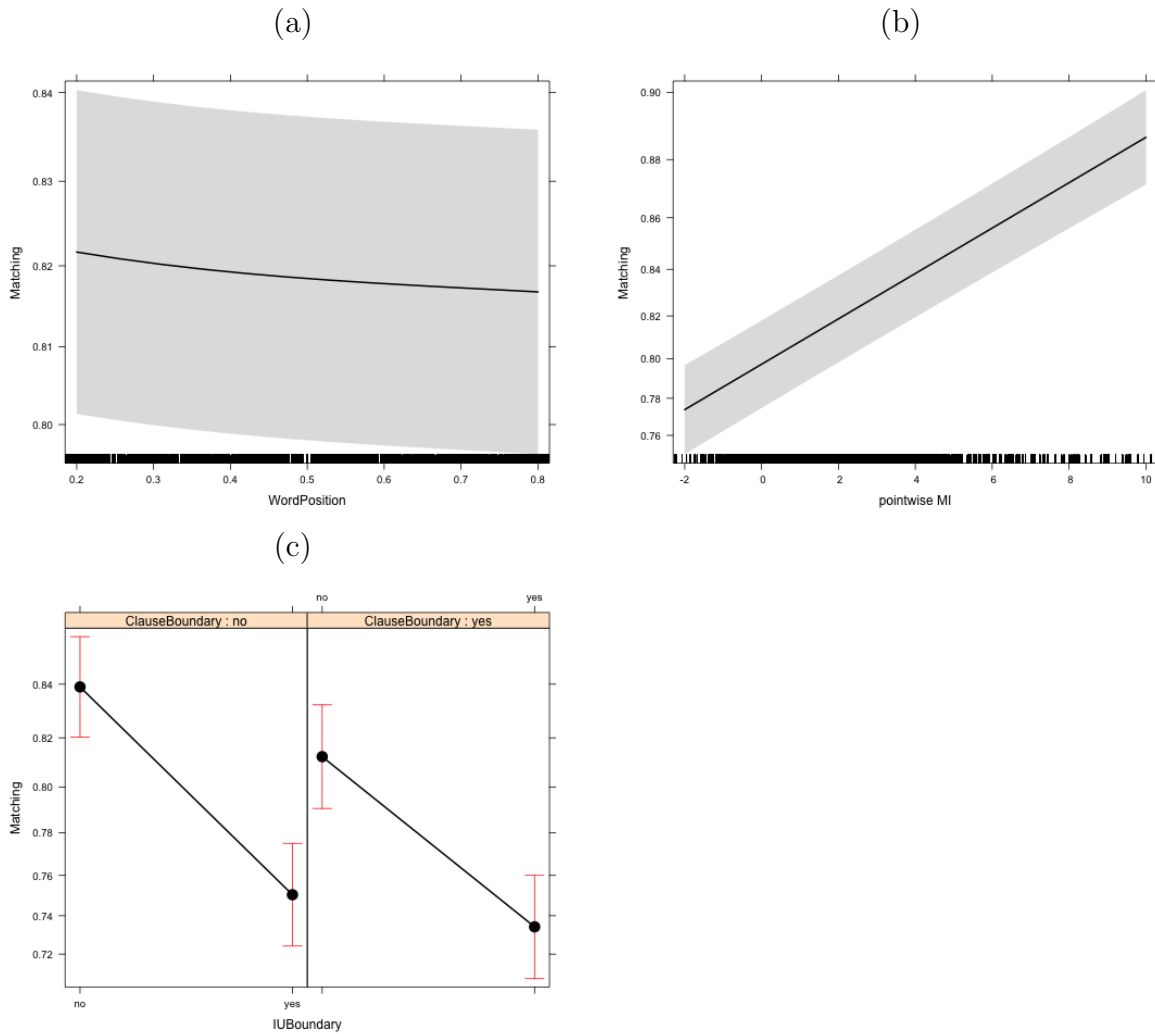 (a)
(b)
0.84
0.83
0.82
0.81
0.80
Matching
0.2 0.3 0.4 0.5 0.6 0.7 0.8
WordPosition
0.90
0.88
0.86
0.84
0.82
0.80
0.78
0.76
Matching
-2 0 2 4 6 8 10
pointwise MI
(c)
no yes
ClauseBoundary : no ClauseBoundary : yes
0.84
0.82
0.80
0.78
0.76
0.74
0.72
Matching
no yes
IUBoundary